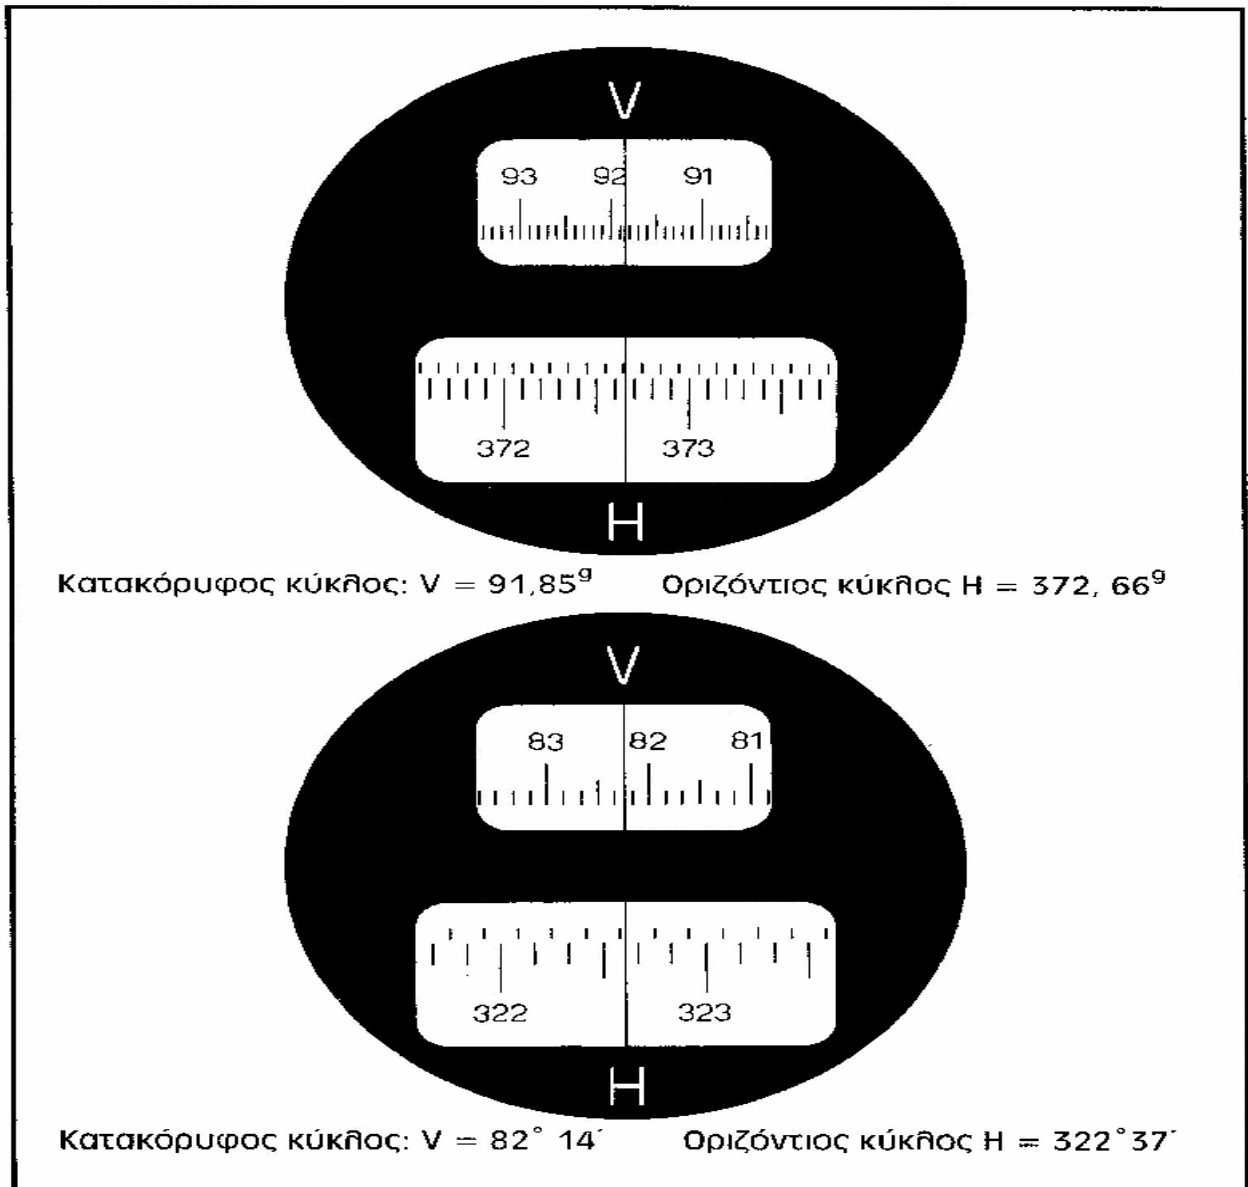 V
93 92 91
372 373
H
Κατακόρυφος κύκλος: V = 91,85g Οριζόντιος κύκλος H = 372, 66g
V
83 82 81
322 323
H
Κατακόρυφος κύκλος: V = 82° 14΄ Οριζόντιος κύκλος H = 322°37΄